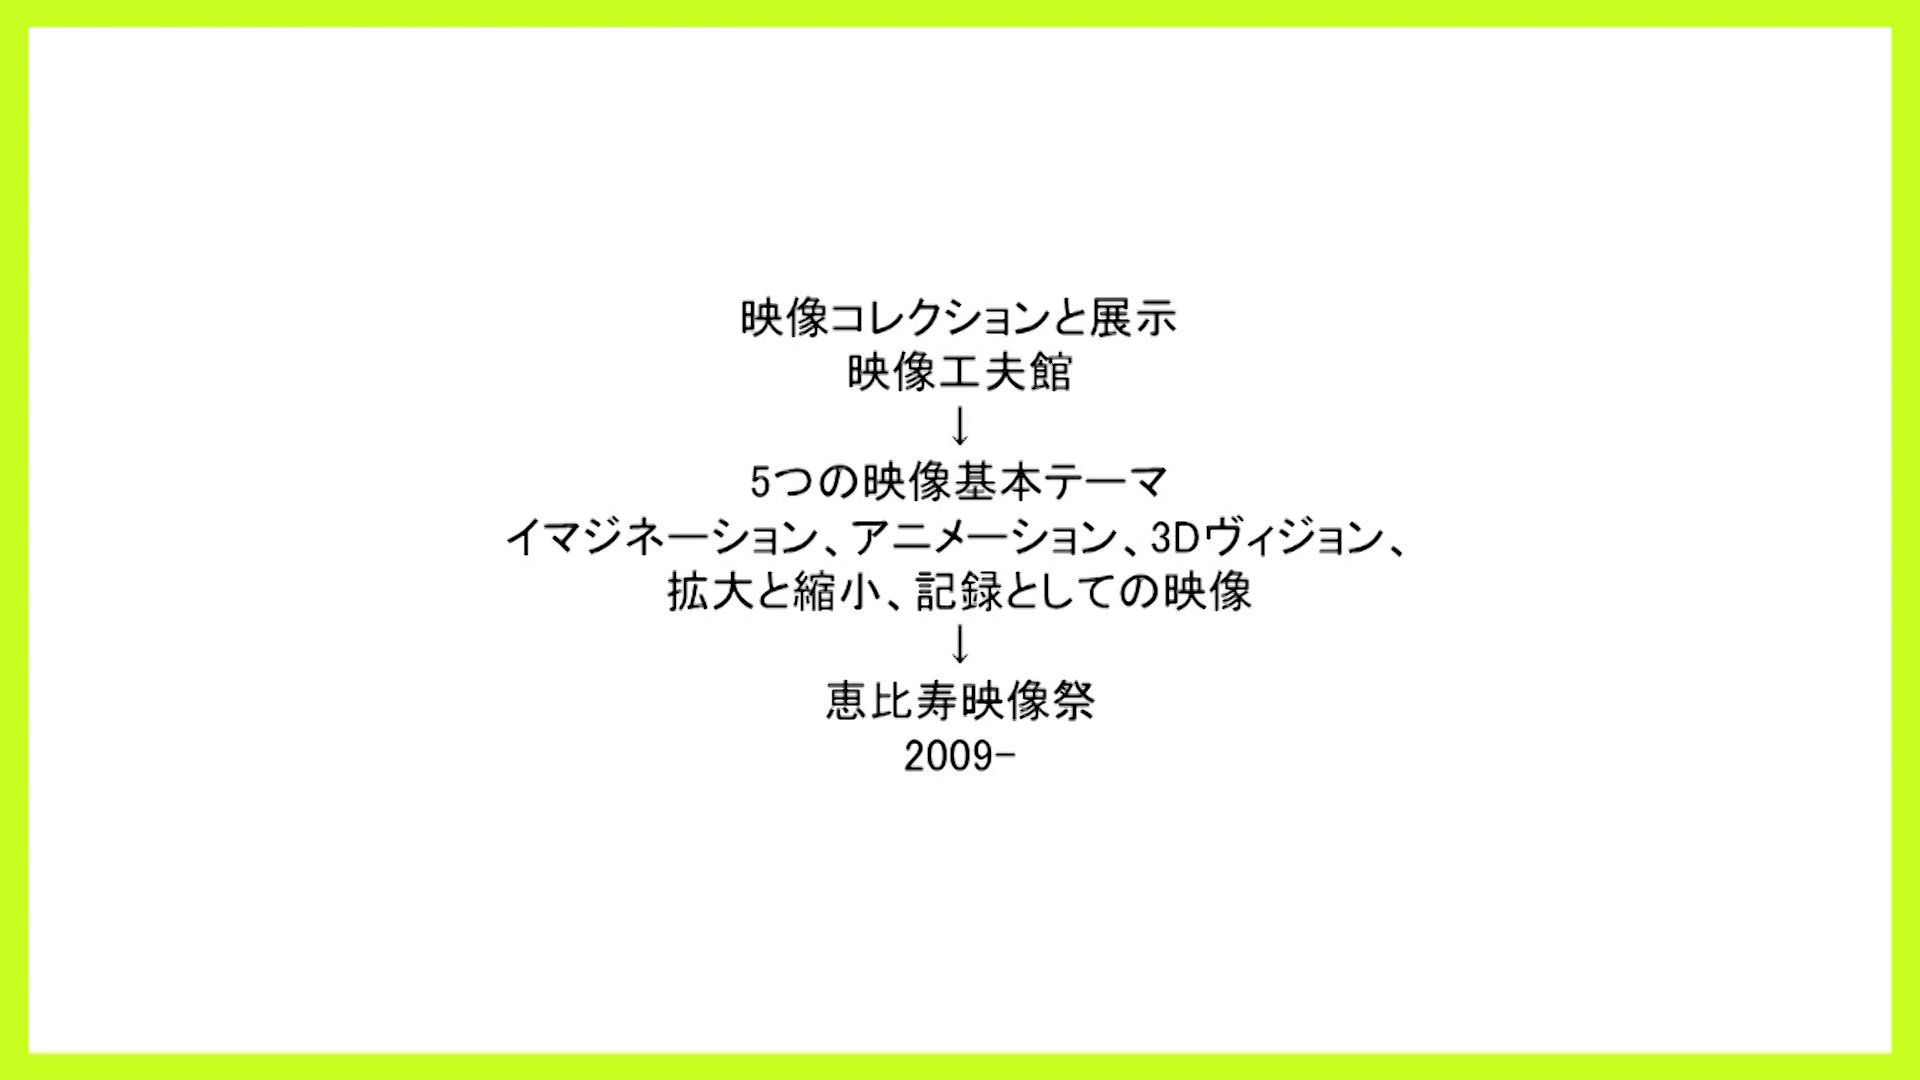 映像コレクションと展示
映像工夫館
↓
5つの映像基本テーマ
イマジネーション、アニメーション、3Dヴィジョン、
拡大と縮小、記録としての映像
↓
恵比寿映像祭
2009-